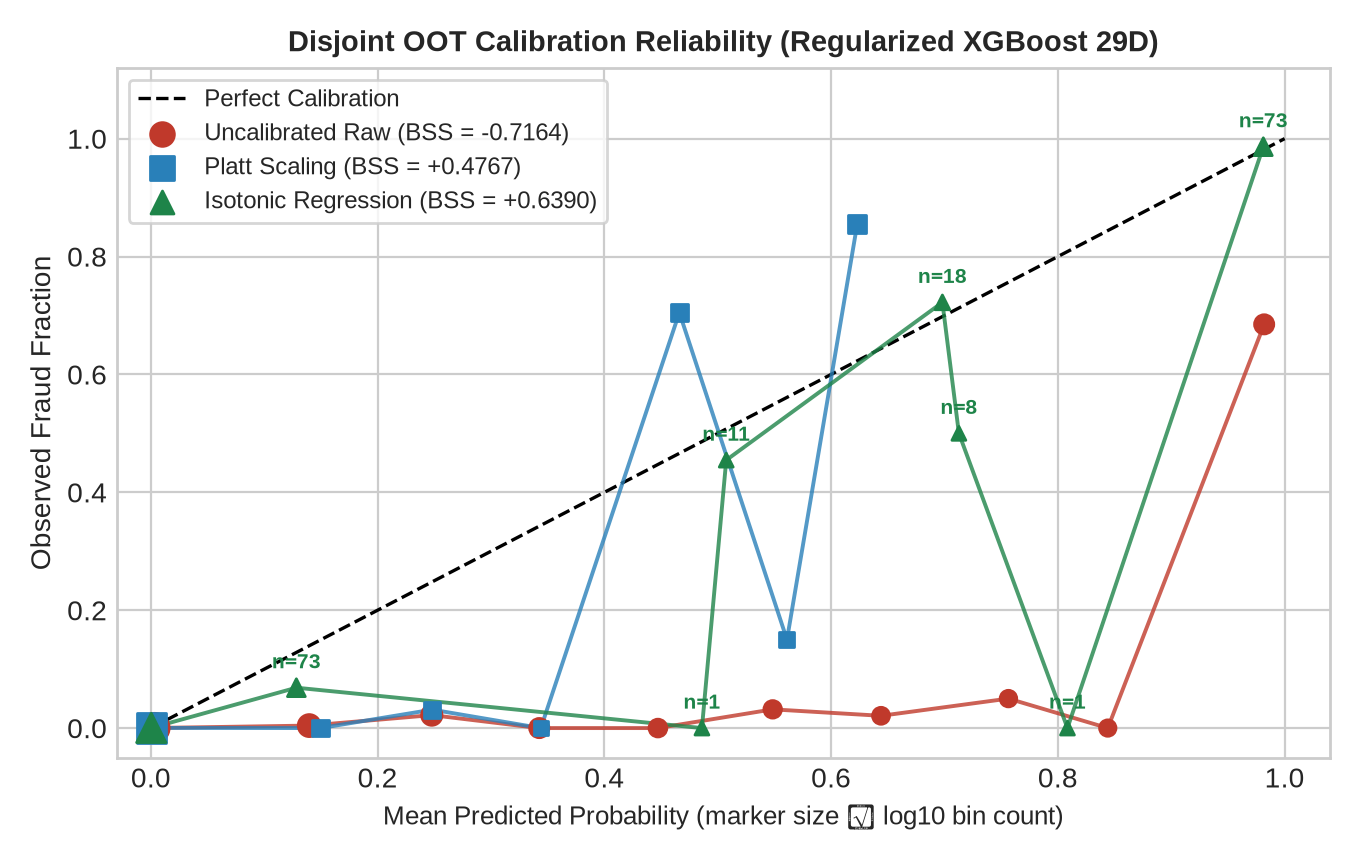 Disjoint OOT Calibration Reliability (Regularized XGBoost 29D)
Perfect Calibration
Uncalibrated Raw (BSS = -0.7164)
Platt Scaling (BSS = +0.4767)
Isotonic Regression (BSS = +0.6390)
n=73
n=18
n=8
n=11
n=73
n=1
n=1
Observed Fraud Fraction
1.0
0.8
0.6
0.4
0.2
0.0
0.0 0.2 0.4 0.6 0.8 1.0
Mean Predicted Probability (marker size log10 bin count)